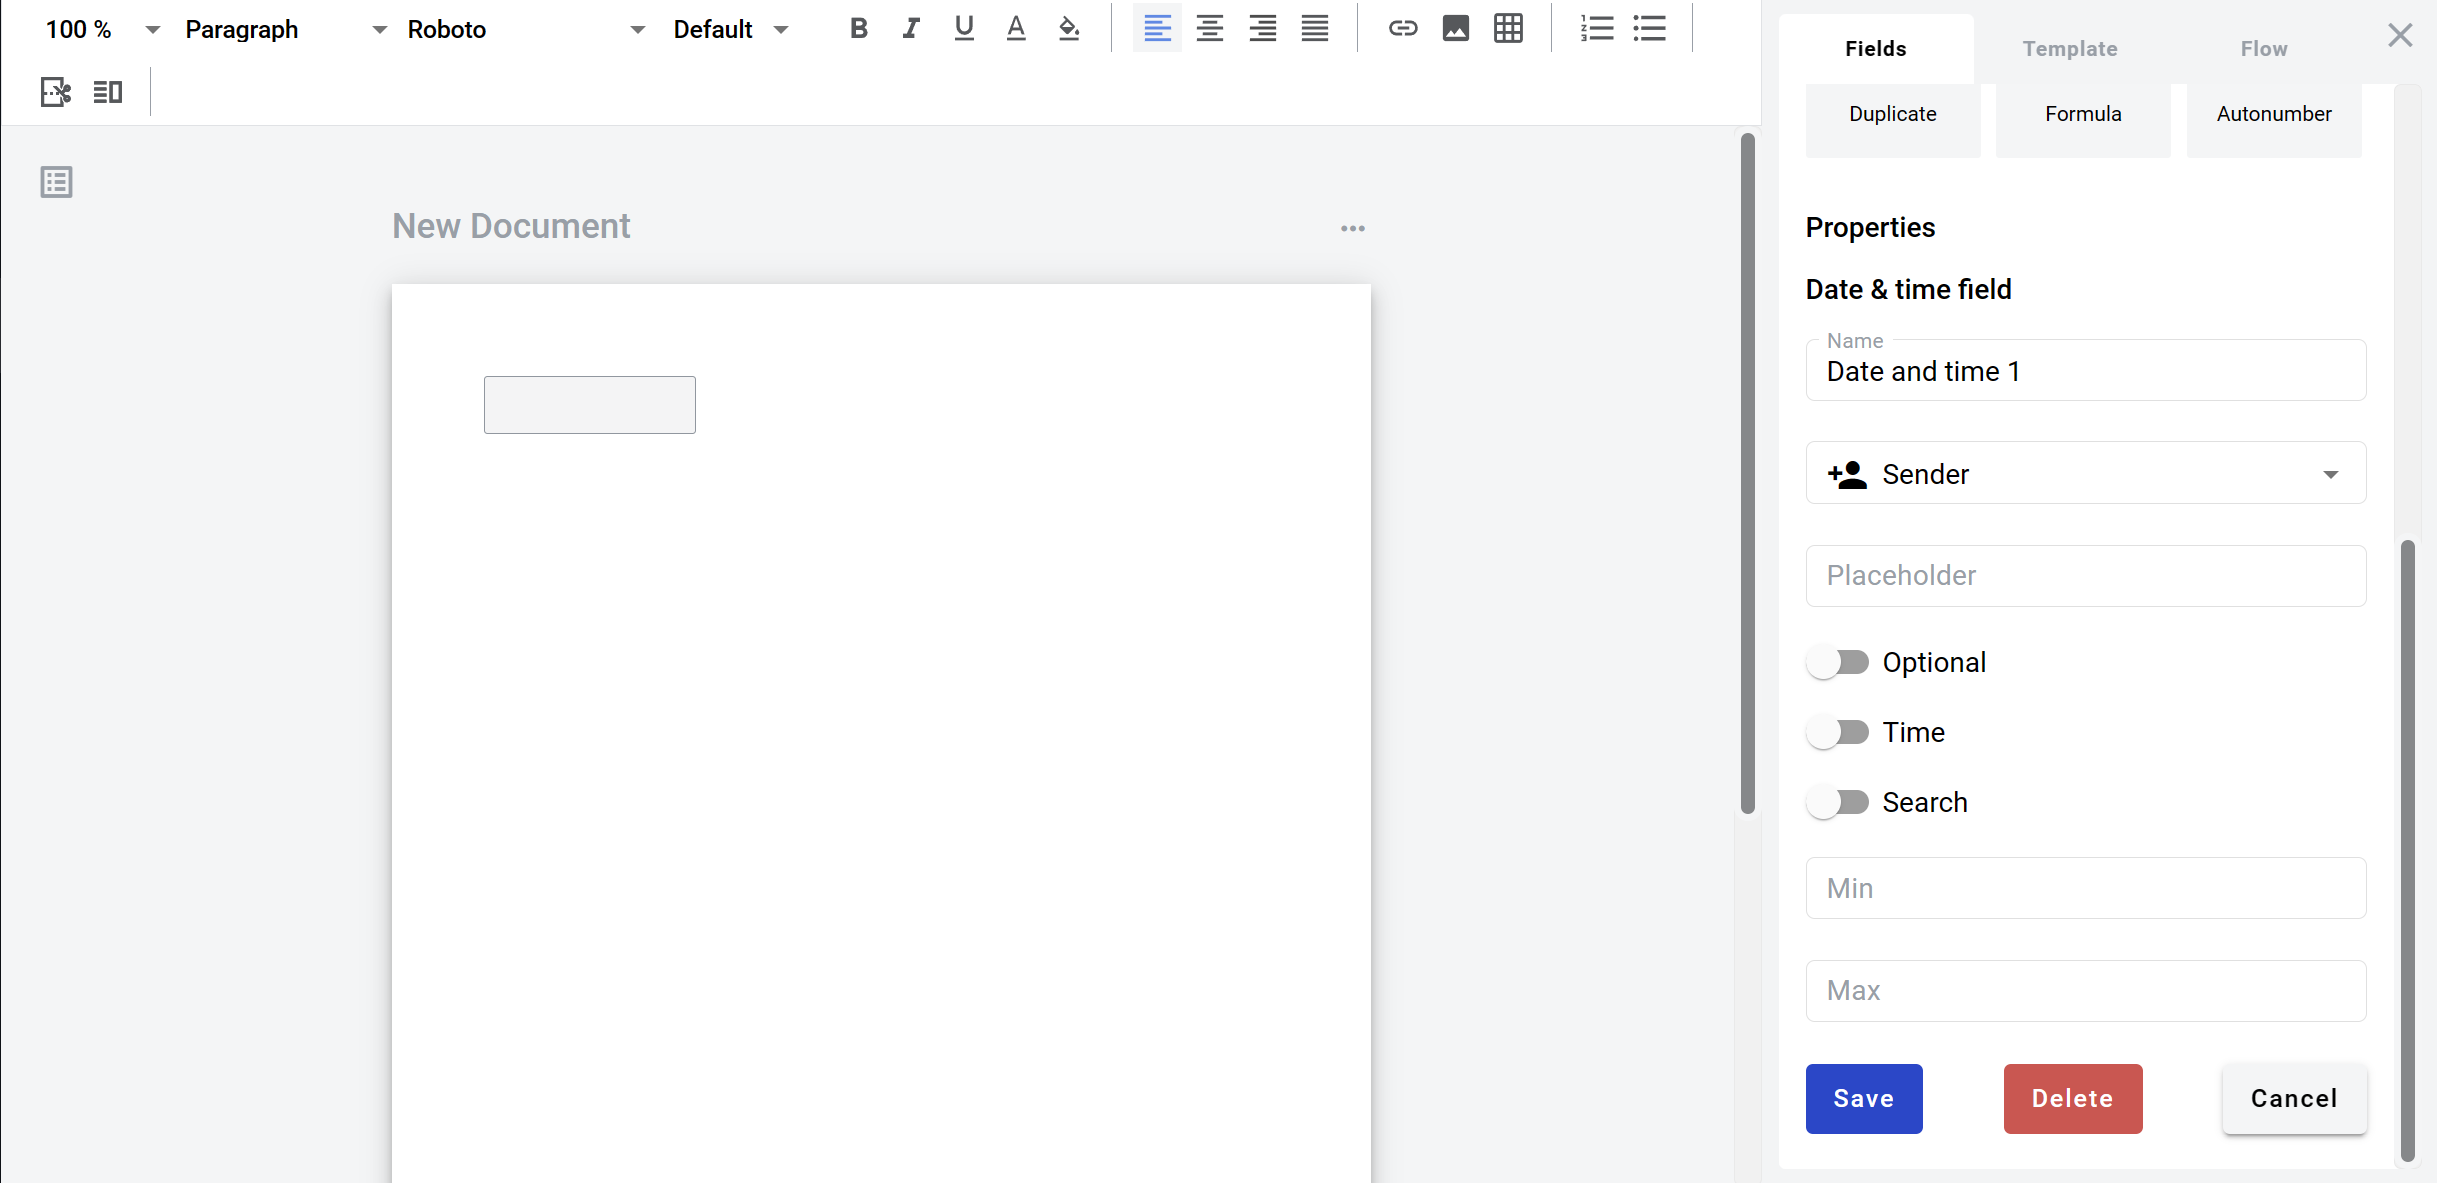 100 % Paragraph Roboto Default
Fields Template Flow
Duplicate Formula Autonumber
New Document
Properties
Date & time field
Name
Date and time 1
Sender
Placeholder
Optional
Time
Search
Min
Max
Save Delete Cancel